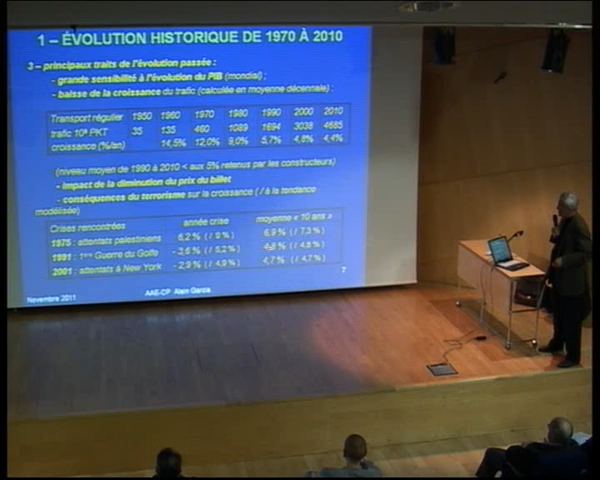 1 – ÉVOLUTION HISTORIQUE DE 1970 À 2010
3 – principaux traits de l'évolution passée :
- grande sensibilité à l'évolution du PIB (mondial) ;
- baisse de la croissance du trafic (calculée en moyenne décennale) :
Transport régulier 1950 1960 1970 1980 1990 2000 2010
trafic 10⁹ PKT 35 135 460 1089 1894 3038 4685
croissance (%/an) 14,5% 12,0% 9,0% 5,7% 4,8% 4,4%
(niveau moyen de 1990 à 2010 < aux 5% retenus par les constructeurs)
- impact de la diminution du prix du billet
- conséquences du terrorisme sur la croissance ( / à la tendance
modélisée)
Crises rencontrées année crise moyenne « 10 ans »
1975 : attentats palestiniens 6,2 % ( / 9 % ) 6,9 % ( / 7,3 % )
1991 : 1ère Guerre du Golfe - 3,6 % ( / 5,2 % ) ( / 4,8 % )
2001 : attentats à New York - 2,9 % ( / 4,9 % ) 4,7 % ( / 4,7 % )
7
Novembre 2011 AAE-CP Alain Garcia